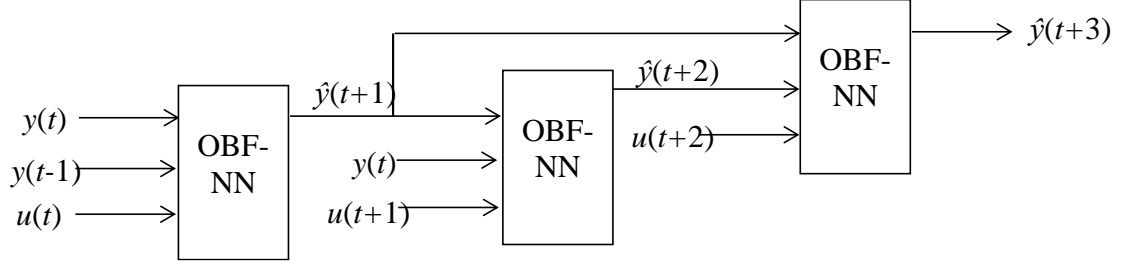 y(t)
y(t-1)
u(t)
OBF-
NN
ŷ(t+1)
y(t)
u(t+1)
OBF-
NN
ŷ(t+2)
u(t+2)
OBF-
NN
ŷ(t+3)